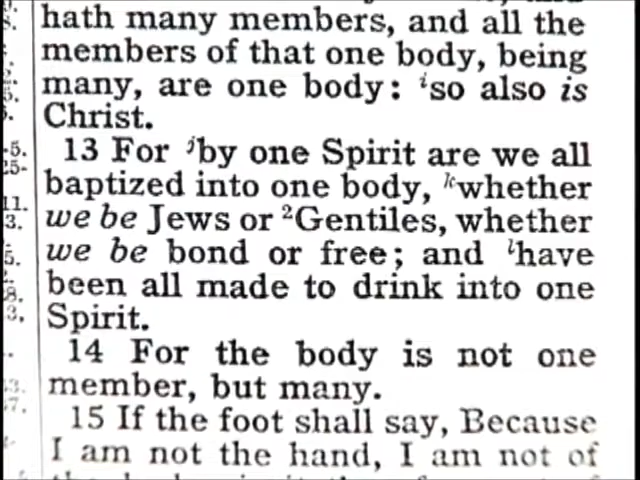 hath many members, and all the
members of that one body, being
many, are one body: ⁱso also is
Christ.
13 For ʲby one Spirit are we all
baptized into one body, ᵏwhether
we be Jews or ²Gentiles, whether
we be bond or free; and ˡhave
been all made to drink into one
Spirit.
14 For the body is not one
member, but many.
15 If the foot shall say, Because
I am not the hand, I am not of